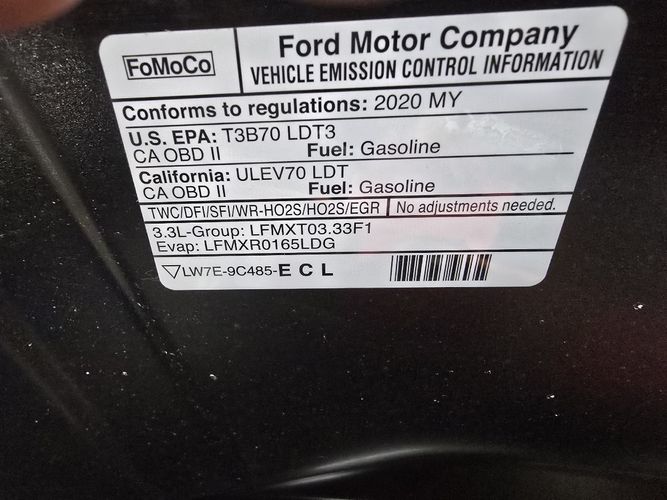 FoMoCo
Ford Motor Company
VEHICLE EMISSION CONTROL INFORMATION
Conforms to regulations: 2020 MY
U.S. EPA: T3B70 LDT3
CA OBD II Fuel: Gasoline
California: ULEV70 LDT
CA OBD II Fuel: Gasoline
TWC/DFI/SFI/WR-HO2S/HO2S/EGR No adjustments needed.
3.3L-Group: LFMXT03.33F1
Evap: LFMXR0165LDG
LW7E-9C485-E C L